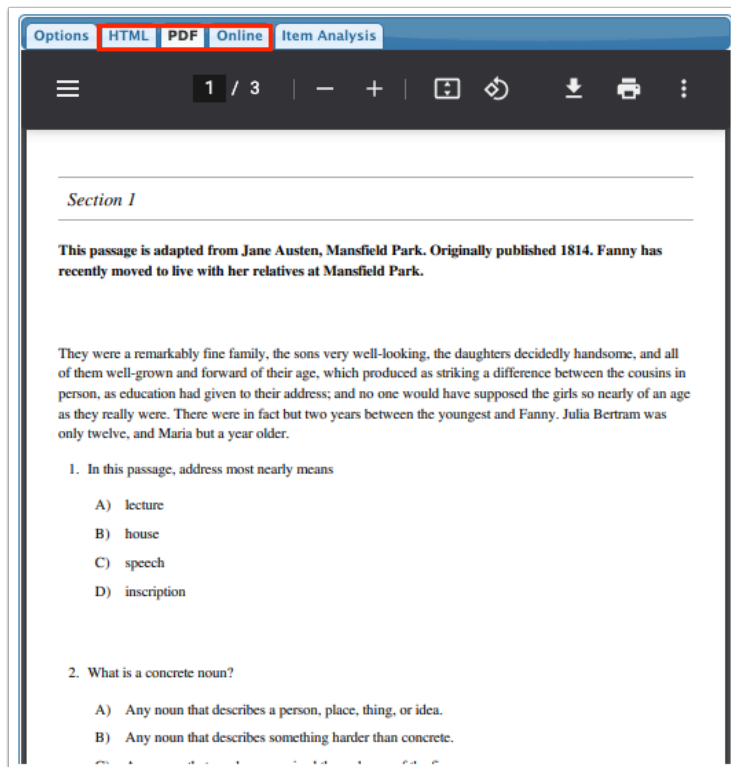 Options HTML PDF Online Item Analysis
1 / 3
Section 1
This passage is adapted from Jane Austen, Mansfield Park. Originally published 1814. Fanny has
recently moved to live with her relatives at Mansfield Park.
They were a remarkably fine family, the sons very well-looking, the daughters decidedly handsome, and all
of them well-grown and forward of their age, which produced as striking a difference between the cousins in
person, as education had given to their address; and no one would have supposed the girls so nearly of an age
as they really were. There were in fact but two years between the youngest and Fanny. Julia Bertram was
only twelve, and Maria but a year older.
1. In this passage, address most nearly means
A) lecture
B) house
C) speech
D) inscription
2. What is a concrete noun?
A) Any noun that describes a person, place, thing, or idea.
B) Any noun that describes something harder than concrete.